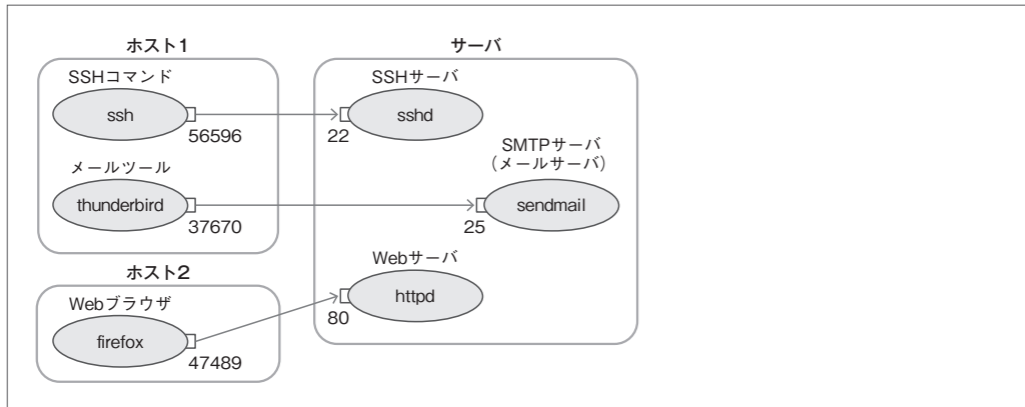 ホスト1
サーバ
SSHコマンド
ssh
56596
SSHサーバ
sshd
22
メールツール
thunderbird
37670
SMTPサーバ
(メールサーバ)
sendmail
25
ホスト2
Webブラウザ
firefox
47489
Webサーバ
httpd
80